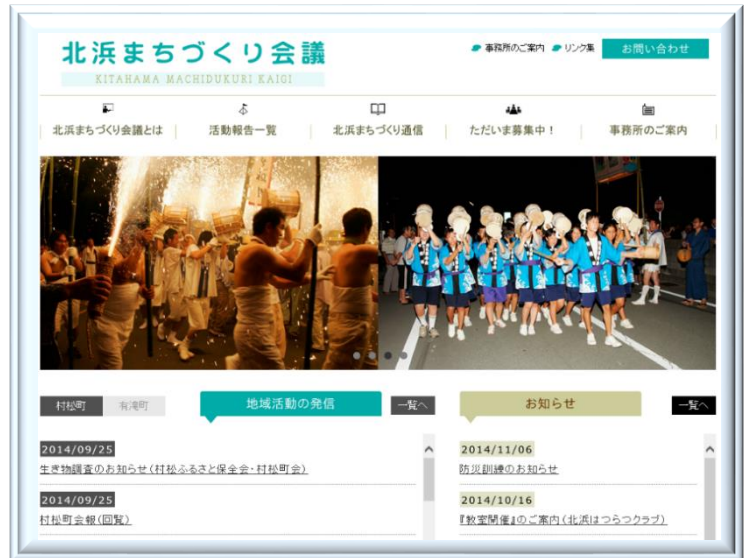 北浜まちづくり会議
KITAHAMA MACHIDUKURI KAIGI
事務所のご案内 リンク集 お問い合わせ
北浜まちづくり会議とは 活動報告一覧 北浜まちづくり通信 ただいま募集中! 事務所のご案内
村松町 有滝町 地域活動の発信 一覧へ
2014/09/25
生き物調査のお知らせ(村松ふるさと保全会・村松町会)
2014/09/25
村松町会報(回覧)
お知らせ 一覧へ
2014/11/06
防災訓練のお知らせ
2014/10/16
『教室開催』のご案内(北浜はつらつクラブ)